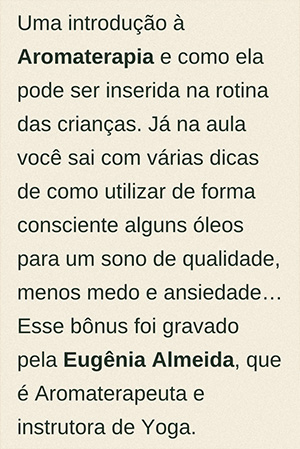 Uma introdução à
Aromaterapia e como ela
pode ser inserida na rotina
das crianças. Já na aula
você sai com várias dicas
de como utilizar de forma
consciente alguns óleos
para um sono de qualidade,
menos medo e ansiedade…
Esse bônus foi gravado
pela Eugênia Almeida, que
é Aromaterapeuta e
instrutora de Yoga.